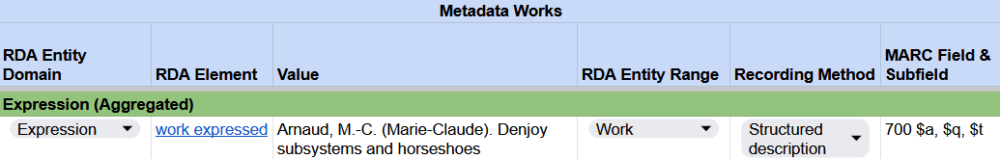 Metadata Works
RDA Entity Domain	RDA Element	Value	RDA Entity Range	Recording Method	MARC Field & Subfield
Expression (Aggregated)
Expression	work expressed	Arnaud, M.-C. (Marie-Claude). Denjoy subsystems and horseshoes	Work	Structured description	700 $a, $q, $t